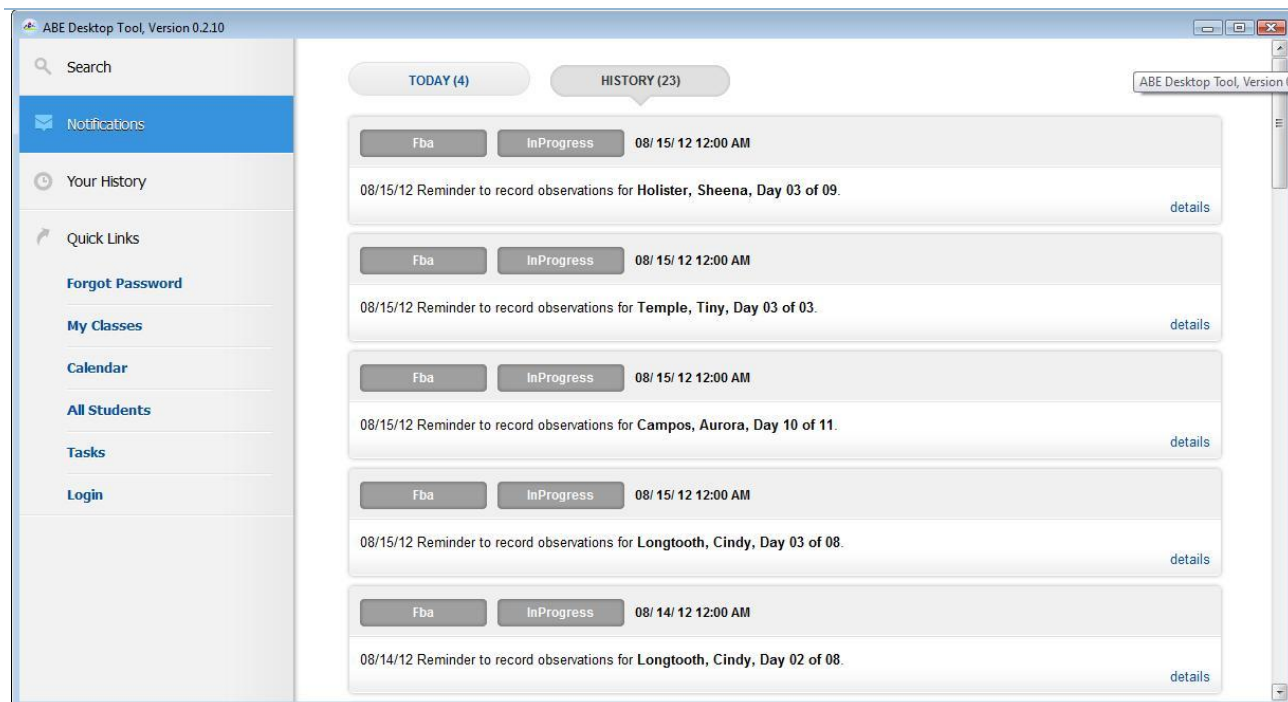 ABE Desktop Tool, Version 0.2.10
Search
Notifications
Your History
Quick Links
Forgot Password
My Classes
Calendar
All Students
Tasks
Login
TODAY (4) HISTORY (23)
ABE Desktop Tool, Version
Fba InProgress 08/ 15/ 12 12:00 AM
08/15/12 Reminder to record observations for Holister, Sheena, Day 03 of 09.
details
Fba InProgress 08/ 15/ 12 12:00 AM
08/15/12 Reminder to record observations for Temple, Tiny, Day 03 of 03.
details
Fba InProgress 08/ 15/ 12 12:00 AM
08/15/12 Reminder to record observations for Campos, Aurora, Day 10 of 11.
details
Fba InProgress 08/ 15/ 12 12:00 AM
08/15/12 Reminder to record observations for Longtooth, Cindy, Day 03 of 08.
details
Fba InProgress 08/ 14/ 12 12:00 AM
08/14/12 Reminder to record observations for Longtooth, Cindy, Day 02 of 08.
details